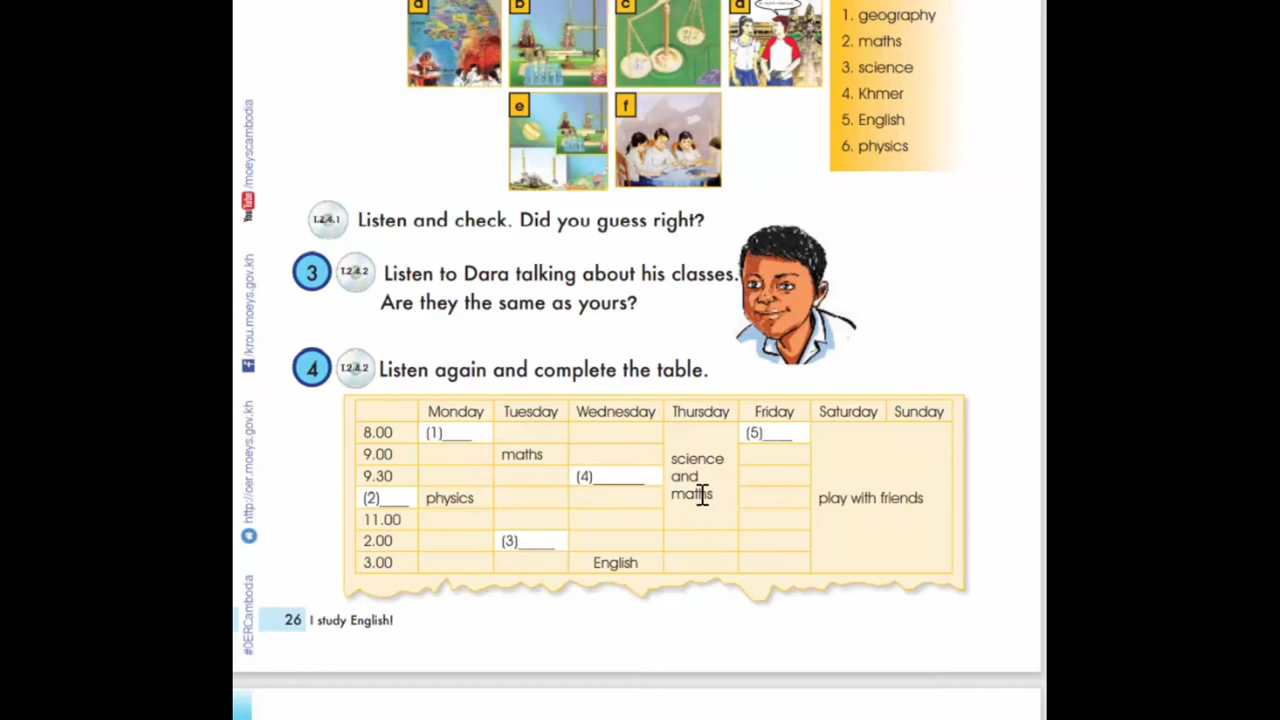 a
b
c
d
1. geography
2. maths
3. science
4. Khmer
5. English
6. physics
e
f
1.2.4.1 Listen and check. Did you guess right?
3 1.2.4.2 Listen to Dara talking about his classes.
Are they the same as yours?
4 1.2.4.2 Listen again and complete the table.
Monday Tuesday Wednesday Thursday Friday Saturday Sunday
8.00 (1)____ (5)____
9.00 maths
science
9.30 (4)_______ and
maths
(2)____ physics play with friends
11.00
2.00 (3)_____
3.00 English
26 I study English!
YouTube /moeyscambodia
f /krou.moeys.gov.kh
http://oer.moeys.gov.kh
#OERCambodia